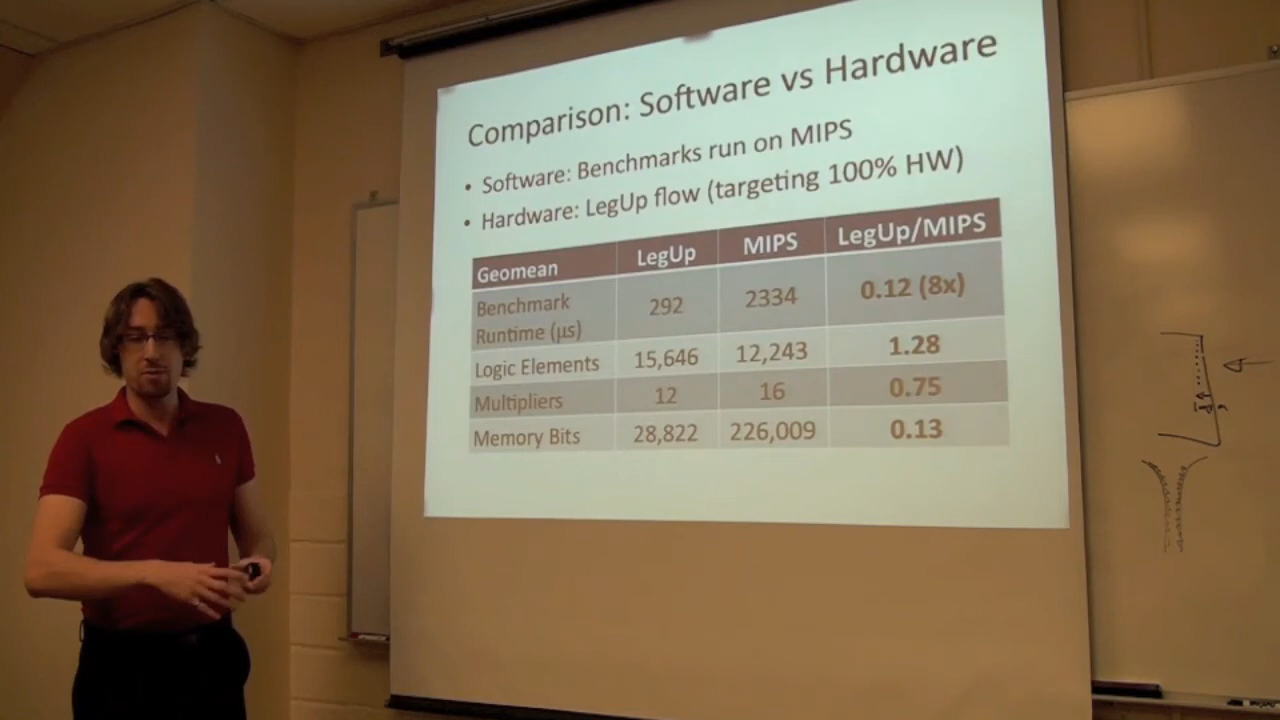 Comparison: Software vs Hardware
• Software: Benchmarks run on MIPS
• Hardware: LegUp flow (targeting 100% HW)
Geomean LegUp MIPS LegUp/MIPS
Benchmark
Runtime (μs) 292 2334 0.12 (8x)
Logic Elements 15,646 12,243 1.28
Multipliers 12 16 0.75
Memory Bits 28,822 226,009 0.13